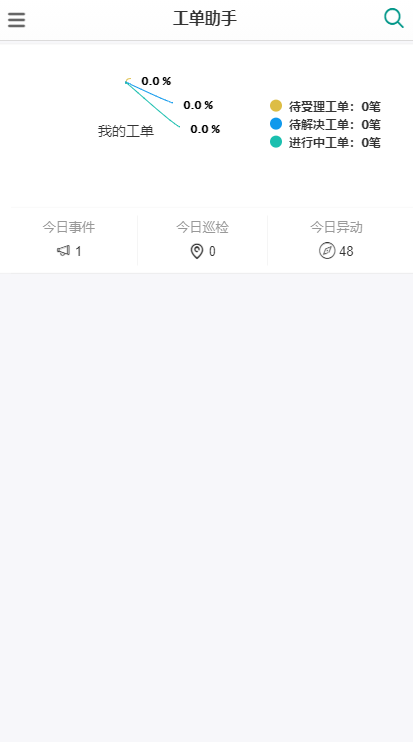 工单助手
0.0 %
0.0 %
0.0 %
我的工单
待受理工单：0笔
待解决工单：0笔
进行中工单：0笔
今日事件
1
今日巡检
0
今日异动
48